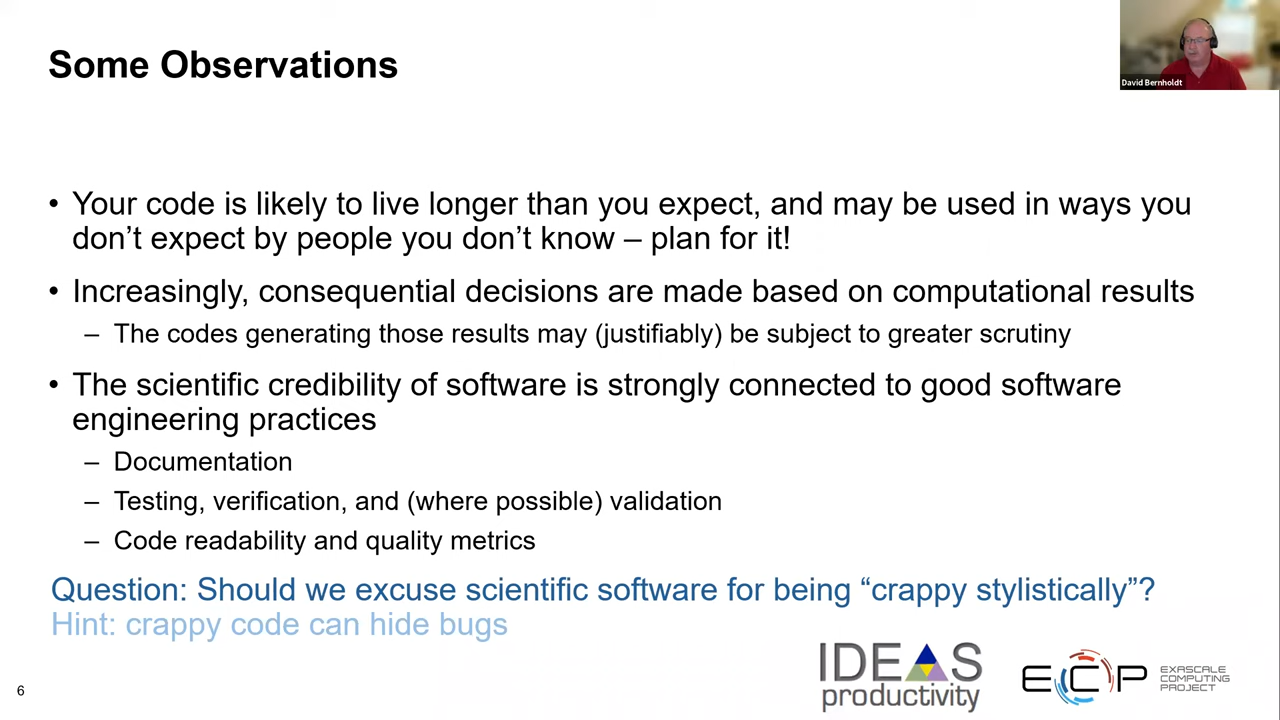 Some Observations
David Bernholdt
• Your code is likely to live longer than you expect, and may be used in ways you
don’t expect by people you don’t know – plan for it!
• Increasingly, consequential decisions are made based on computational results
– The codes generating those results may (justifiably) be subject to greater scrutiny
• The scientific credibility of software is strongly connected to good software
engineering practices
– Documentation
– Testing, verification, and (where possible) validation
– Code readability and quality metrics
Question: Should we excuse scientific software for being “crappy stylistically”?
Hint: crappy code can hide bugs
6
IDEAS
productivity
ECP
EXASCALE
COMPUTING
PROJECT